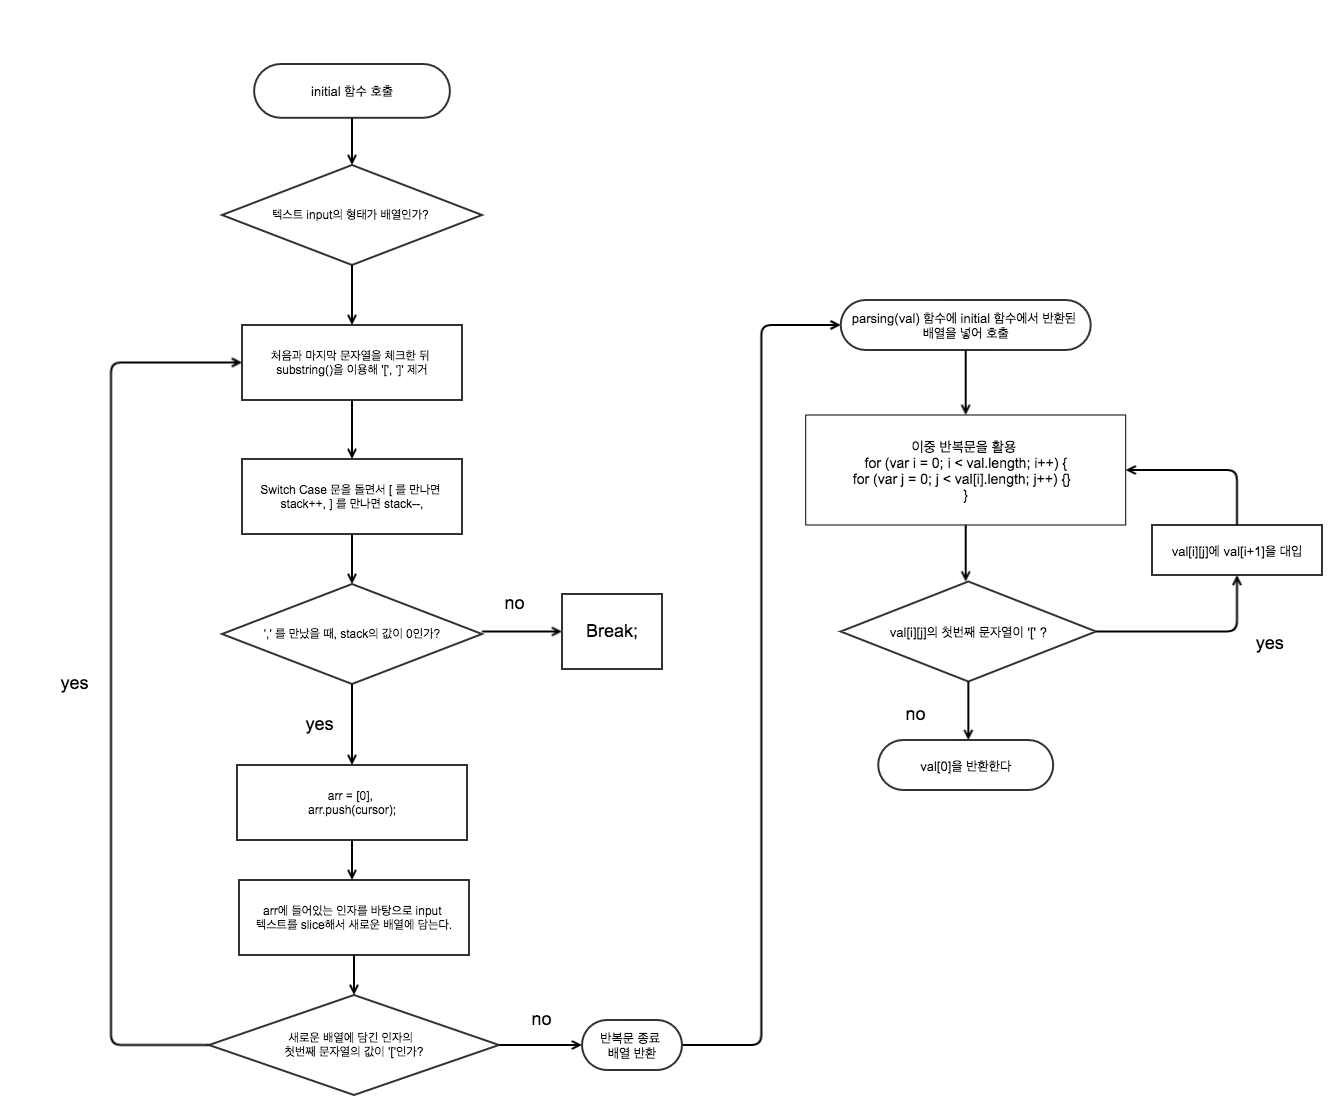 initial 함수 호출
텍스트 input의 형태가 배열인가?
처음과 마지막 문자열을 체크한 뒤
substring()을 이용해 '[', ']' 제거
Switch Case 문을 돌면서 [ 를 만나면
stack++, ] 를 만나면 stack--,
',' 를 만났을 때, stack의 값이 0인가?
no
Break;
yes
yes
arr = [0],
arr.push(cursor);
arr에 들어있는 인자를 바탕으로 input
텍스트를 slice해서 새로운 배열에 담는다.
새로운 배열에 담긴 인자의
첫번째 문자열의 값이 '['인가?
no
반복문 종료
배열 반환
parsing(val) 함수에 initial 함수에서 반환된
배열을 넣어 호출
이중 반복문을 활용
for (var i = 0; i < val.length; i++) {
for (var j = 0; j < val[i].length; j++) {}
}
val[i][j]에 val[i+1]을 대입
val[i][j]의 첫번째 문자열이 '[' ?
yes
no
val[0]을 반환한다